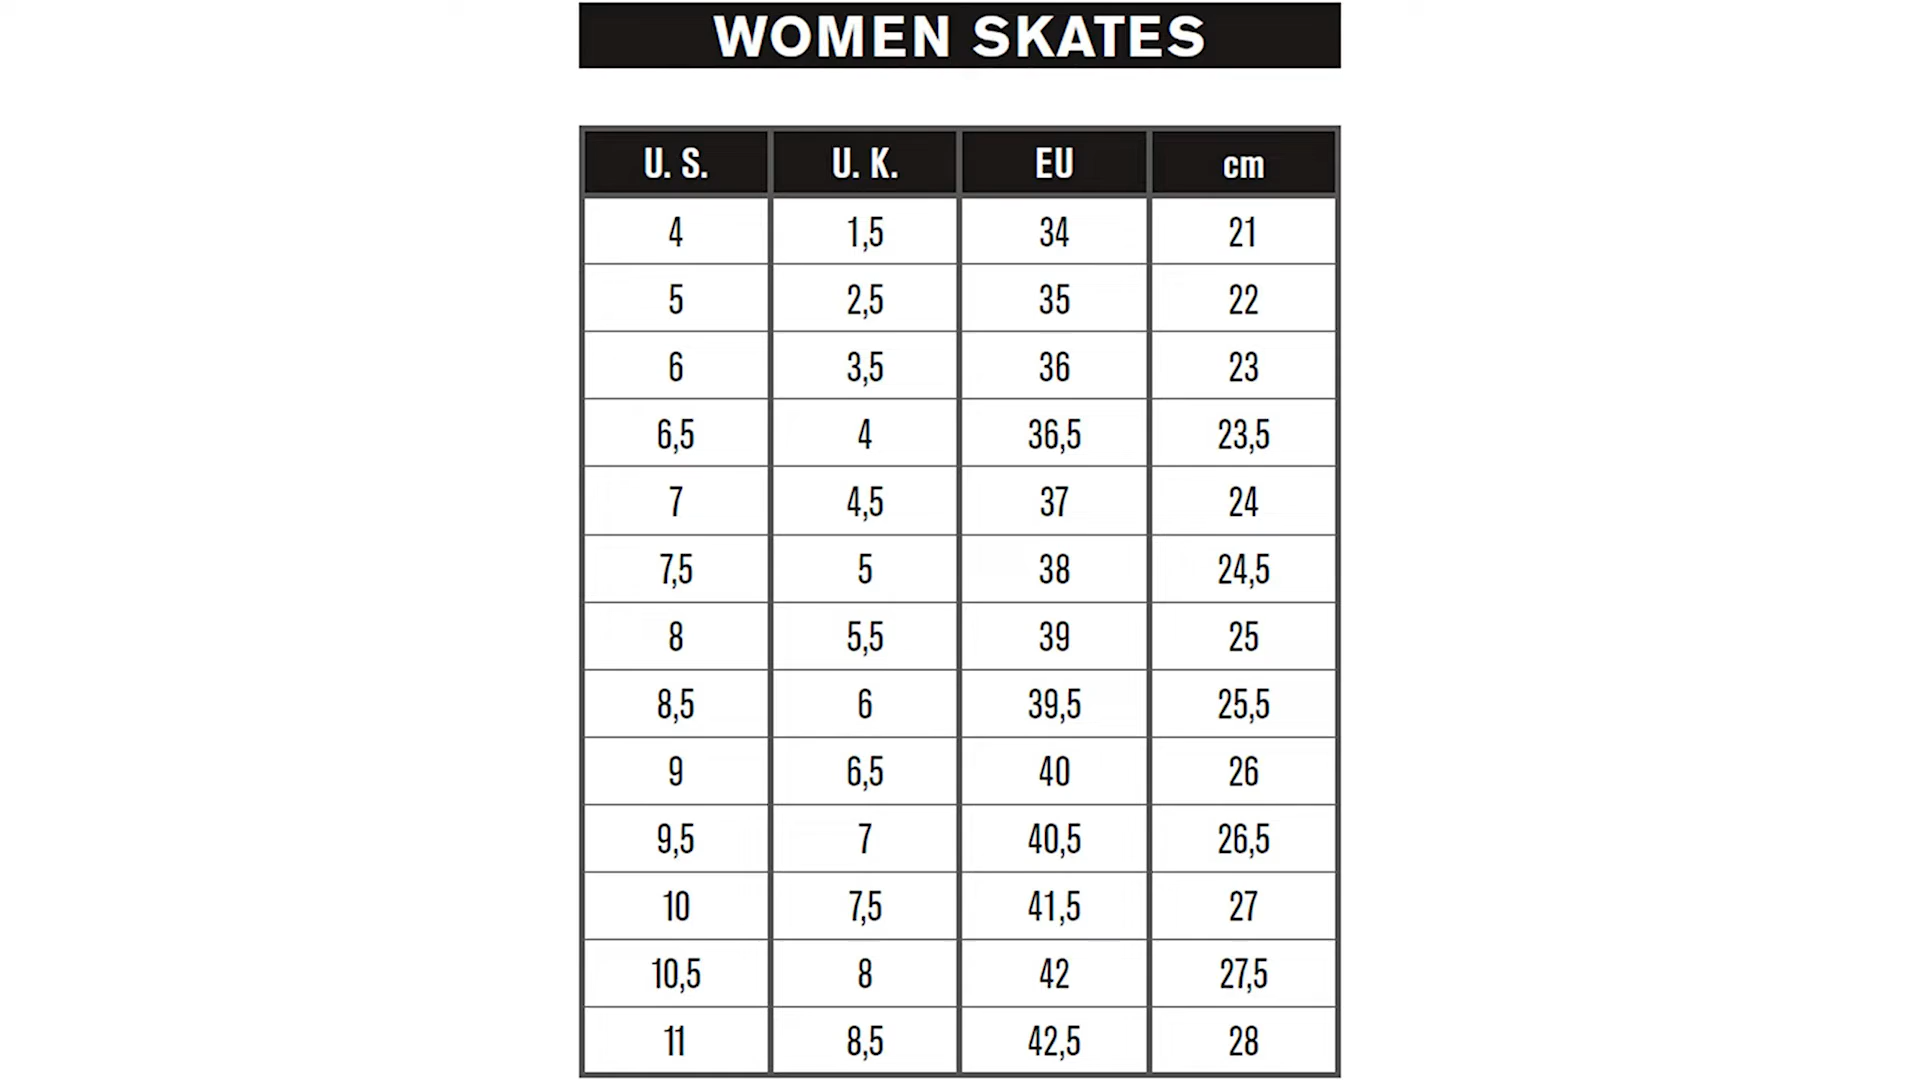 WOMEN SKATES
U. S. U. K. EU cm
4 1,5 34 21
5 2,5 35 22
6 3,5 36 23
6,5 4 36,5 23,5
7 4,5 37 24
7,5 5 38 24,5
8 5,5 39 25
8,5 6 39,5 25,5
9 6,5 40 26
9,5 7 40,5 26,5
10 7,5 41,5 27
10,5 8 42 27,5
11 8,5 42,5 28